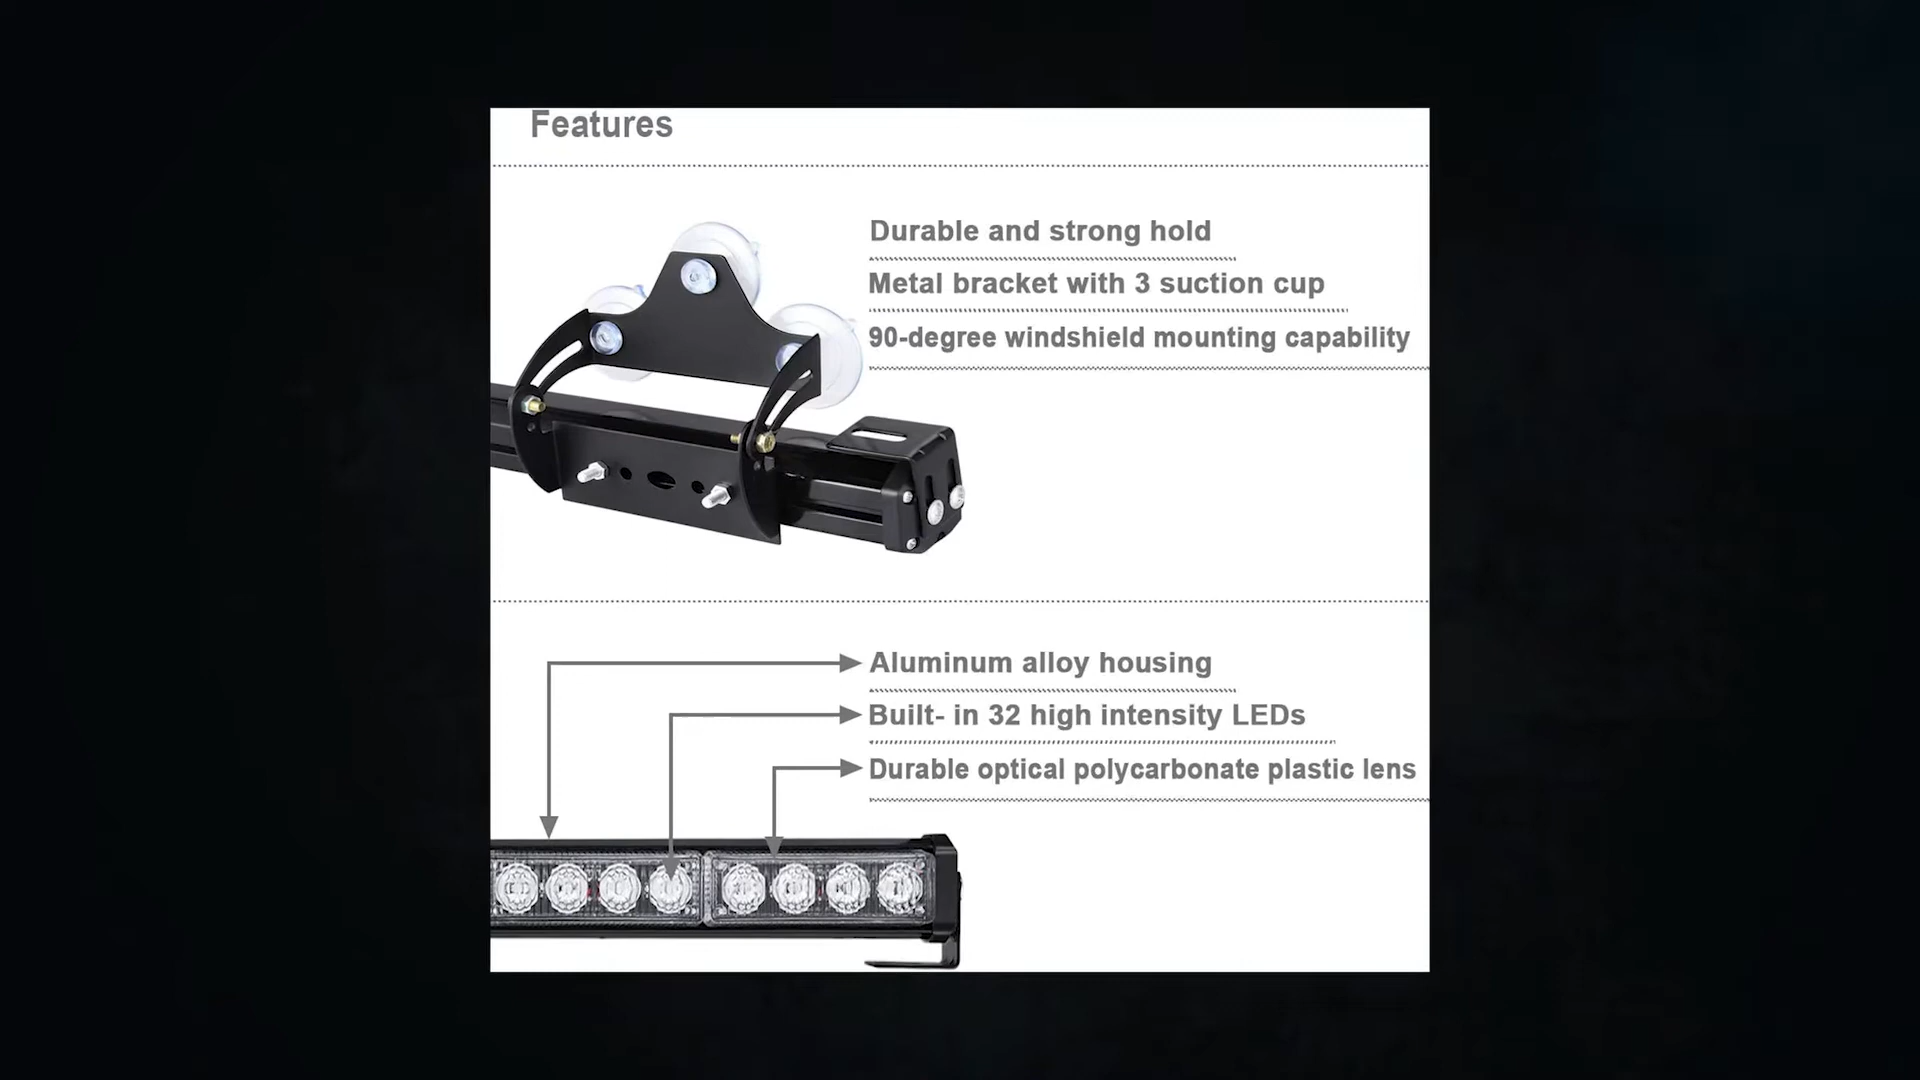 Features
Durable and strong hold
Metal bracket with 3 suction cup
90-degree windshield mounting capability
Aluminum alloy housing
Built- in 32 high intensity LEDs
Durable optical polycarbonate plastic lens